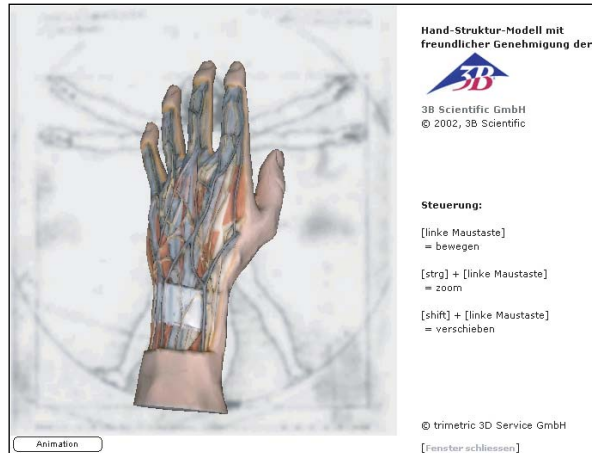 Hand-Struktur-Modell mit
freundlicher Genehmigung der
3B
3B Scientific GmbH
© 2002, 3B Scientific
Steuerung:
[linke Maustaste]
= bewegen
[strg] + [linke Maustaste]
= zoom
[shift] + [linke Maustaste]
= verschieben
© trimetric 3D Service GmbH
Animation
[Fenster schliessen]